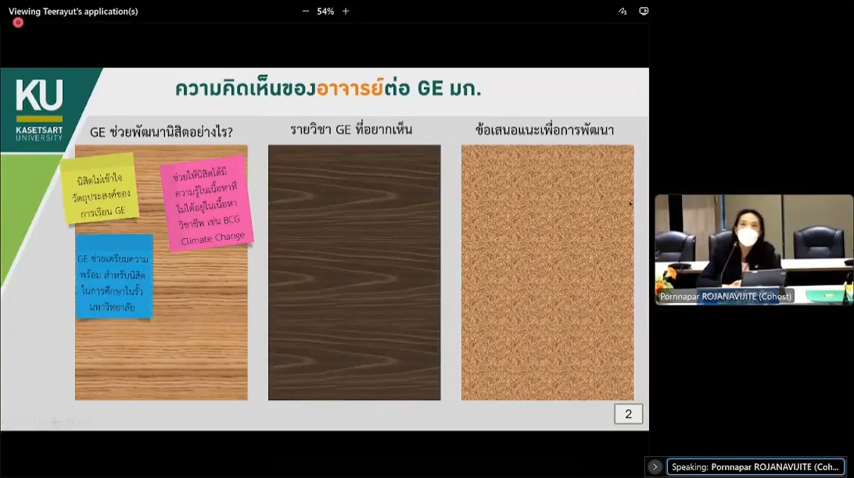 Viewing Teerayut's application(s)
54%
KU
KASETSART
UNIVERSITY
ความคิดเห็นของอาจารย์ต่อ GE มก.
GE ช่วยพัฒนานิสิตอย่างไร?
รายวิชา GE ที่อยากเห็น
ข้อเสนอแนะเพื่อการพัฒนา
นิสิตไม่เข้าใจ
วัตถุประสงค์ของ
การเรียน GE
ช่วยให้นิสิตได้มี
ความรู้ในเนื้อหาที่
ไม่ได้อยู่ในเนื้อหา
วิชาชีพ เช่น BCG
Climate Change
GE ช่วยเตรียมความ
พร้อม สำหรับนิสิต
ในการศึกษาในรั้ว
มหาวิทยาลัย
2
Pornnapar ROJANAVIJITE (Cohost)
Speaking: Pornnapar ROJANAVIJITE (Coh...